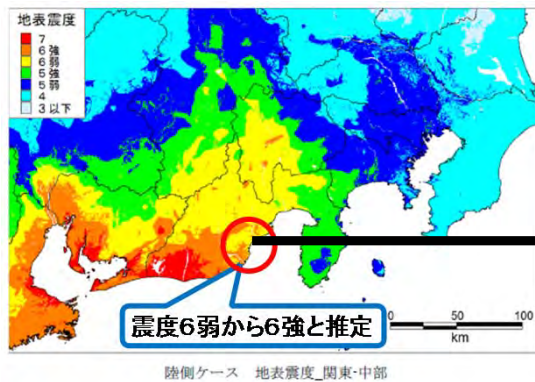 地表震度
7
6強
6弱
5強
5弱
4
3以下
震度6弱から6強と推定
0 50 100
km
陸側ケース 地表震度_関東・中部